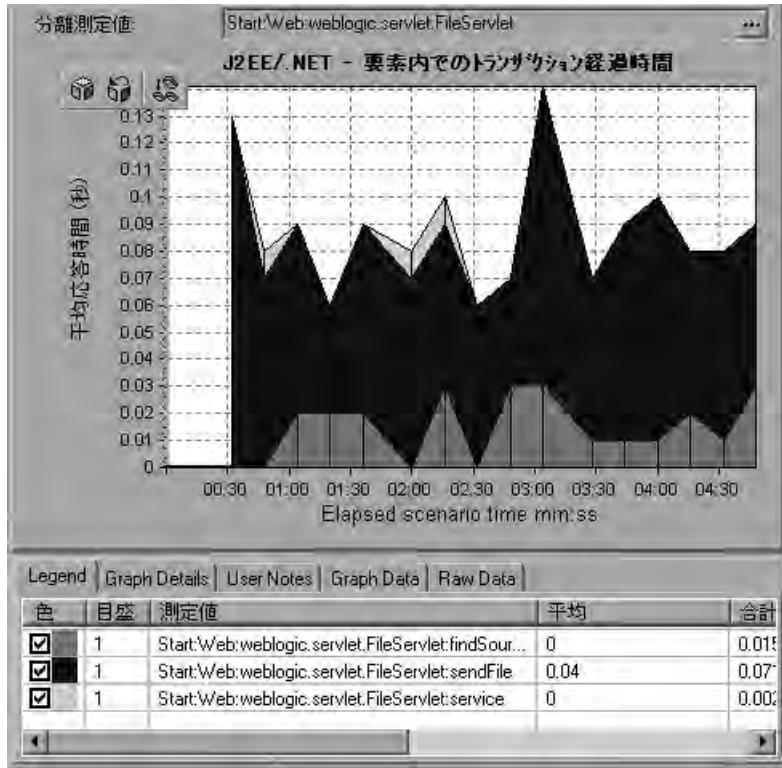 分離測定値: Start:Web:weblogic.servlet.FileServlet ...
J2EE/.NET - 要素内でのトランザクション経過時間
平均応答時間 (秒)
0.13
0.12
0.11
0.1
0.09
0.08
0.07
0.06
0.05
0.04
0.03
0.02
0.01
0
00:30 01:00 01:30 02:00 02:30 03:00 03:30 04:00 04:30
Elapsed scenario time mm:ss
Legend Graph Details User Notes Graph Data Raw Data
色 目盛 測定値 平均 合計
1 Start:Web:weblogic.servlet.FileServlet:findSour... 0 0.015
1 Start:Web:weblogic.servlet.FileServlet:sendFile 0.04 0.07
1 Start:Web:weblogic.servlet.FileServlet:service 0 0.002